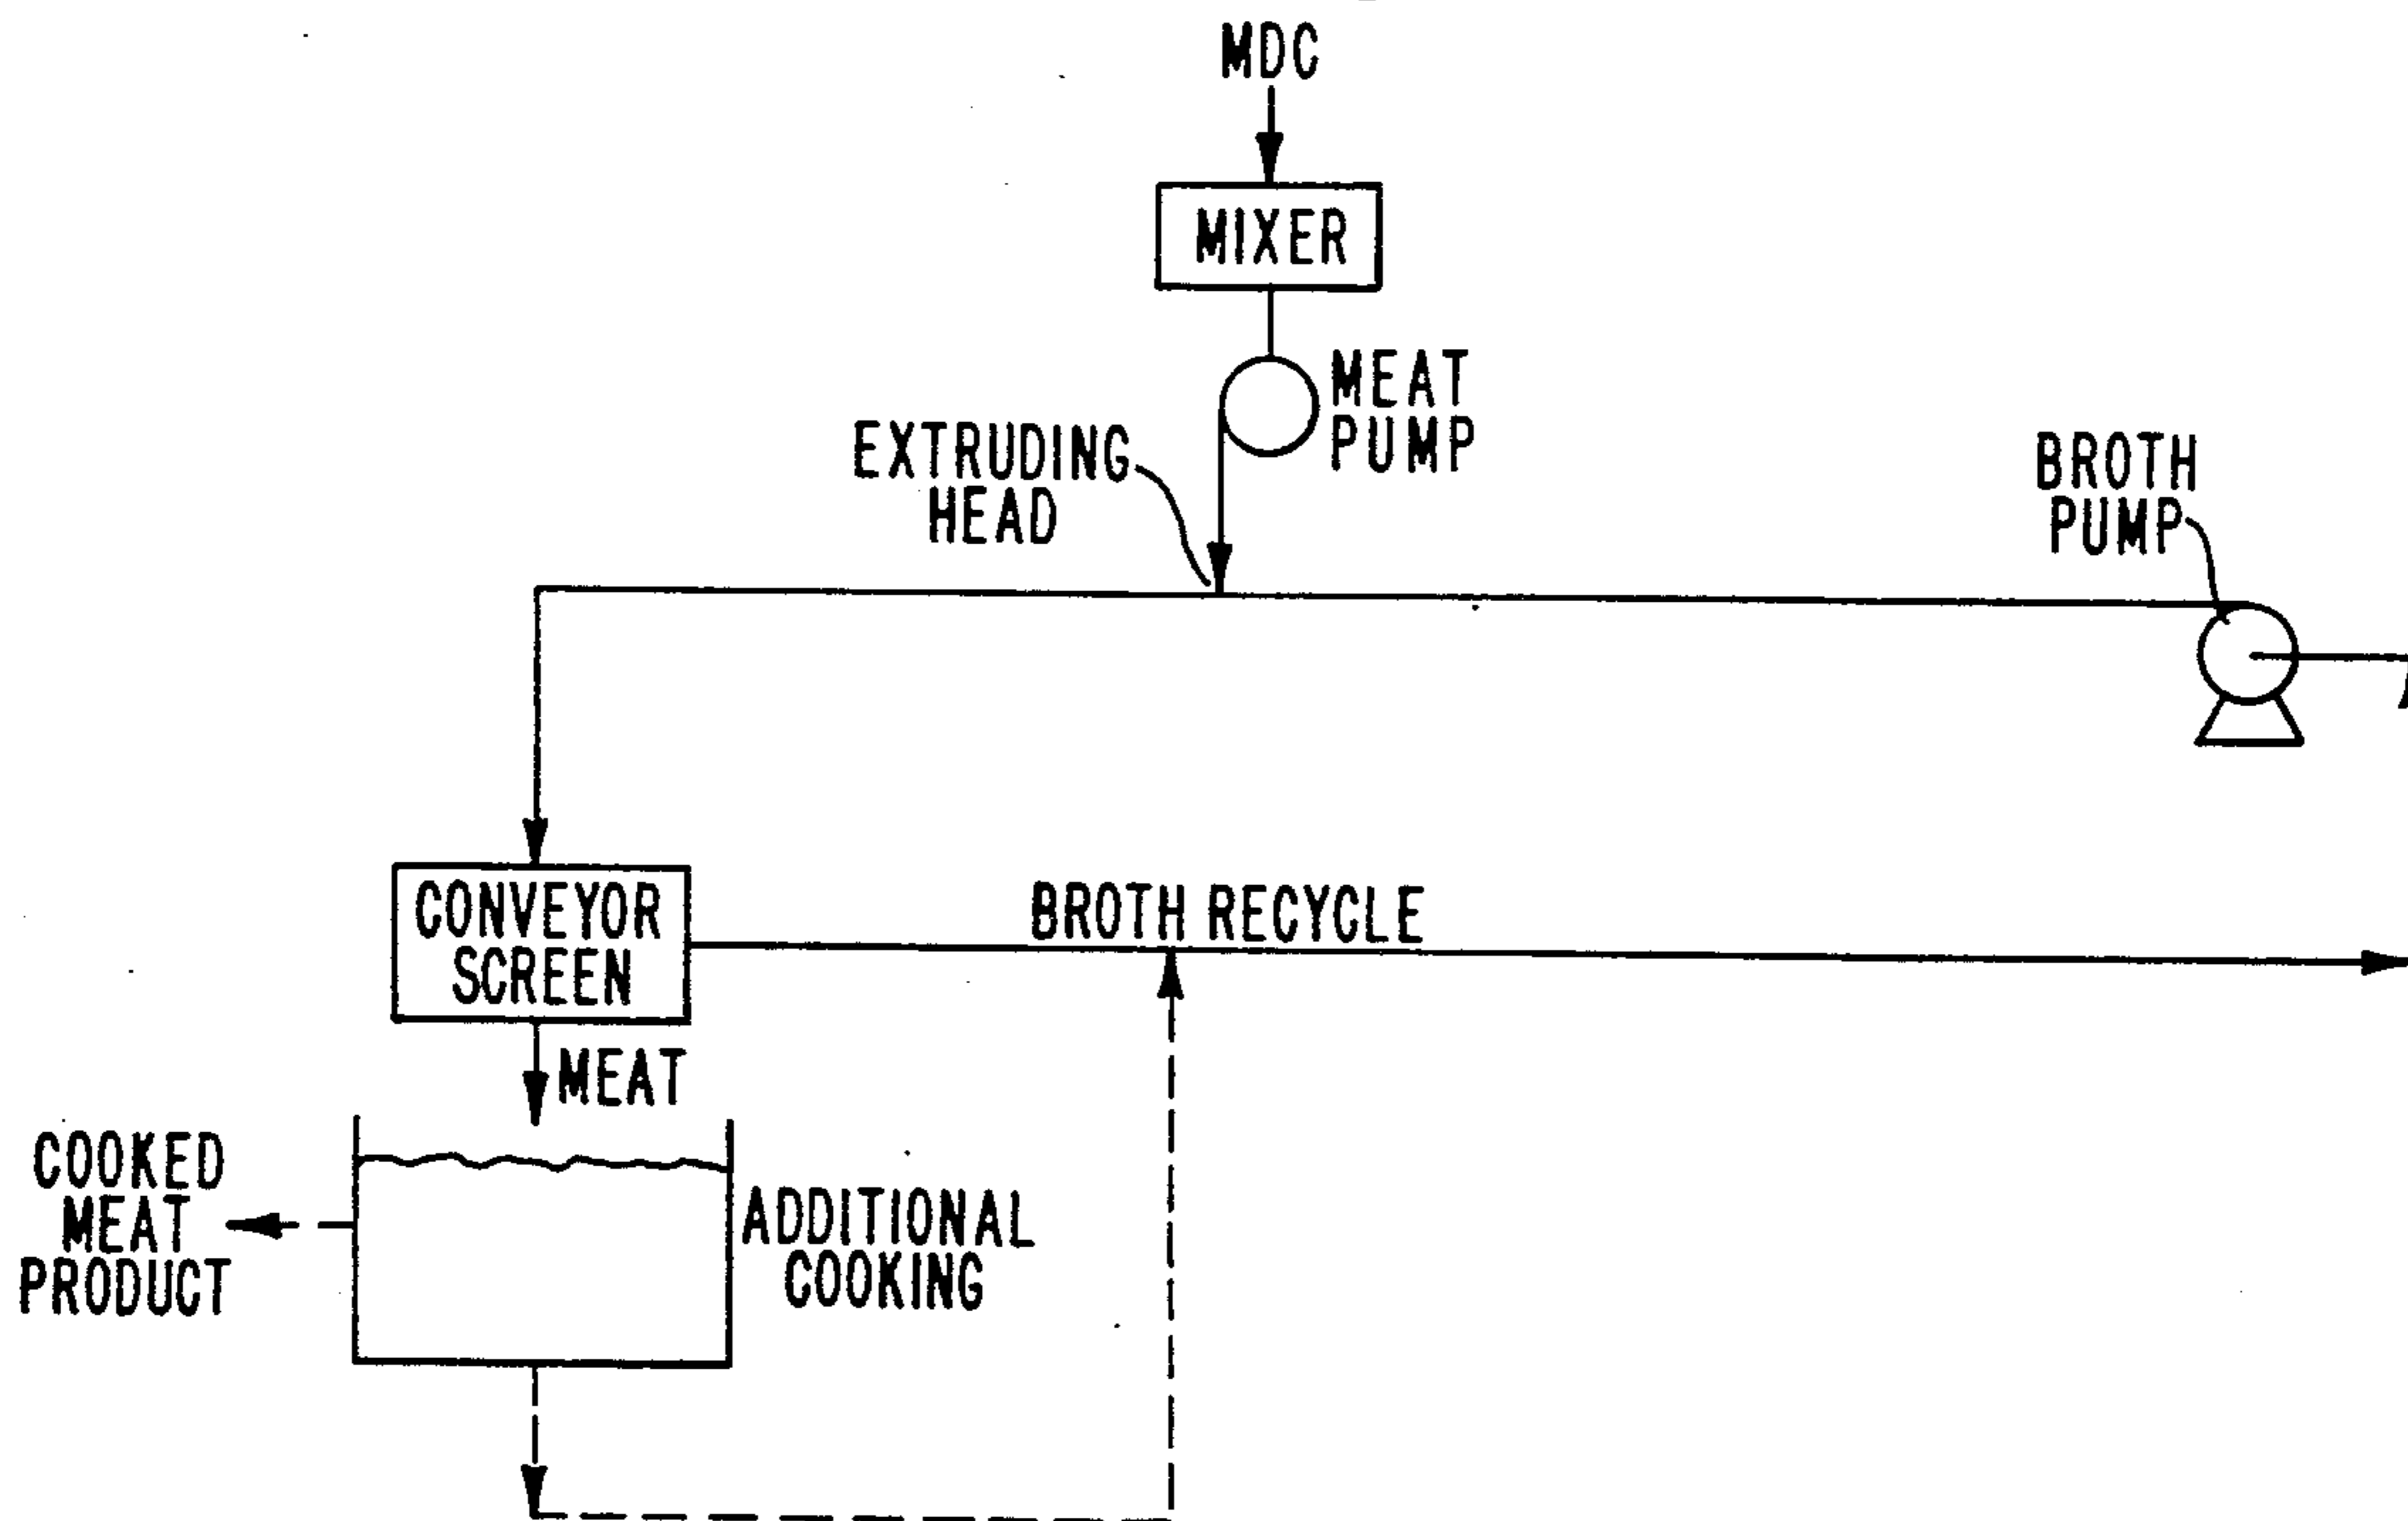 MDC
MIXER
MEAT
PUMP
EXTRUDING
HEAD
BROTH
PUMP
CONVEYOR
SCREEN
BROTH RECYCLE
MEAT
COOKED
MEAT
PRODUCT
ADDITIONAL
COOKING